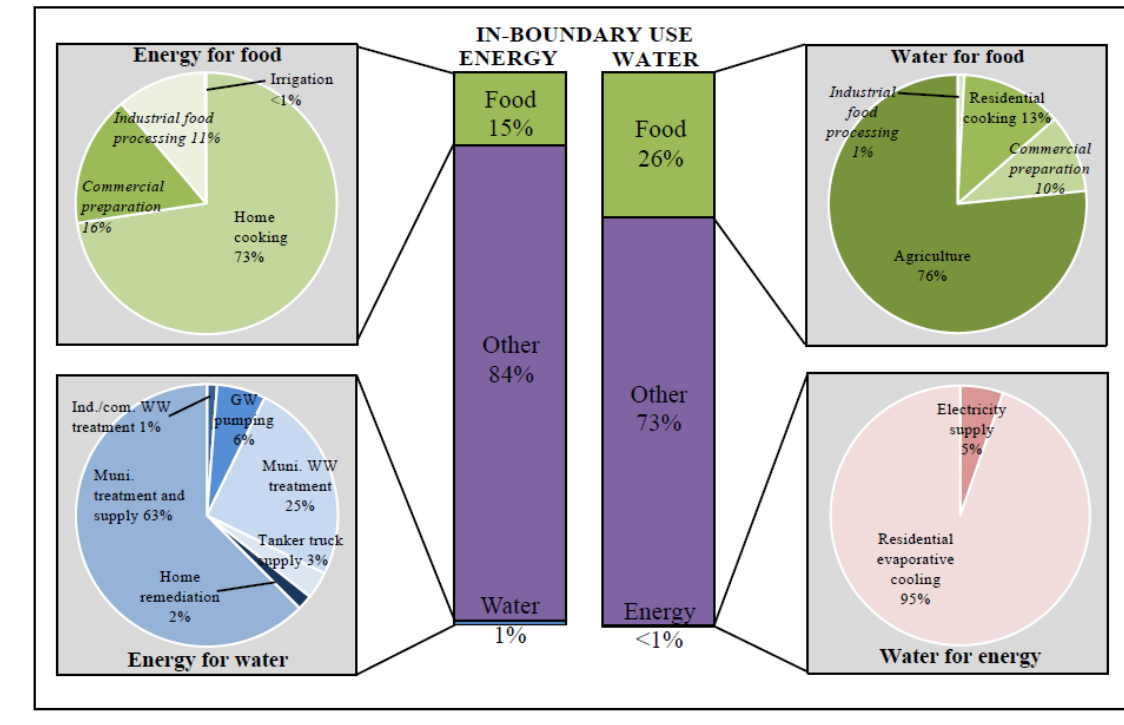 IN-BOUNDARY USE
ENERGY
WATER
Energy for food
Irrigation
<1%
Industrial food
processing 11%
Commercial
preparation
16%
Home
cooking
73%
Food
15%
Other
84%
Water
1%
Food
26%
Other
73%
Energy
<1%
Water for food
Industrial
food
processing
1%
Residential
cooking 13%
Commercial
preparation
10%
Agriculture
76%
Ind./com. WW
treatment 1%
GW
pumping
6%
Muni. WW
treatment
25%
Muni.
treatment and
supply 63%
Tanker truck
supply 3%
Home
remediation
2%
Energy for water
Electricity
supply
5%
Residential
evaporative
cooling
95%
Water for energy